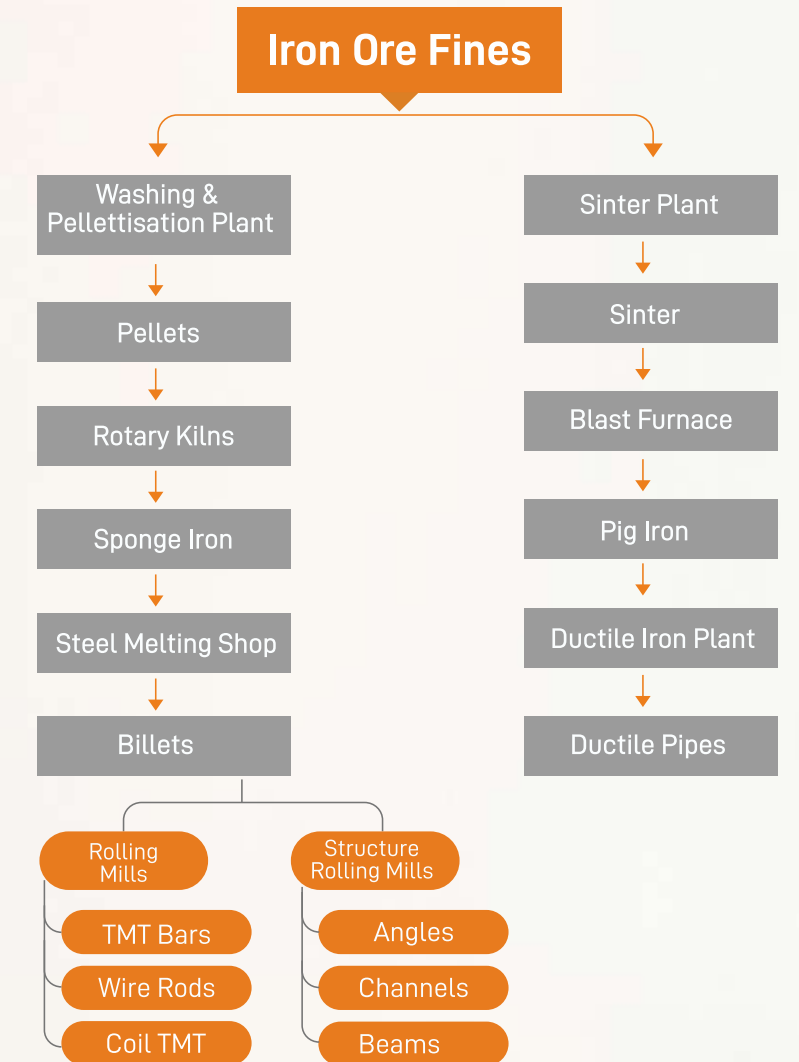 Iron Ore Fines
Washing &
Pellettisation Plant
Pellets
Rotary Kilns
Sponge Iron
Steel Melting Shop
Billets
Rolling
Mills
TMT Bars
Wire Rods
Coil TMT
Structure
Rolling Mills
Angles
Channels
Beams
Sinter Plant
Sinter
Blast Furnace
Pig Iron
Ductile Iron Plant
Ductile Pipes